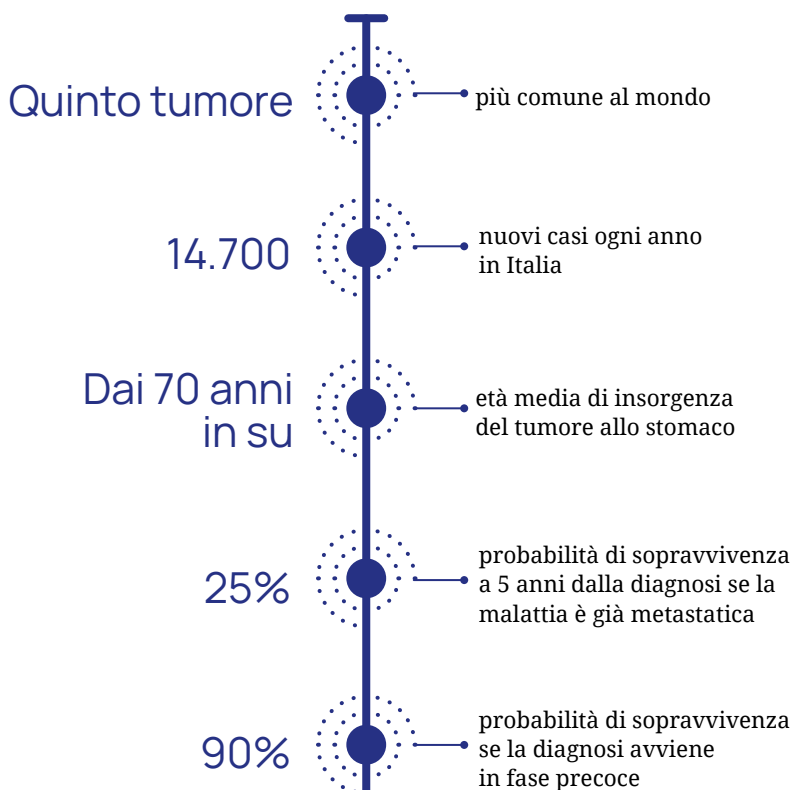 Quinto tumore
più comune al mondo
14.700
nuovi casi ogni anno
in Italia
Dai 70 anni
in su
età media di insorgenza
del tumore allo stomaco
25%
probabilità di sopravvivenza
a 5 anni dalla diagnosi se la
malattia è già metastatica
90%
probabilità di sopravvivenza
se la diagnosi avviene
in fase precoce